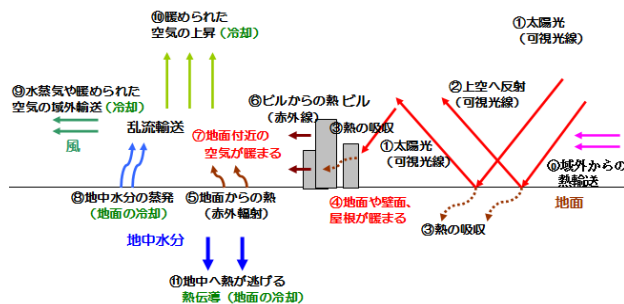 ⑩暖められた
空気の上昇(冷却)
①太陽光
(可視光線)
②上空へ反射
(可視光線)
⑨水蒸気や暖められた
空気の域外輸送(冷却)
風
乱流輸送
⑥ビルからの熱
(赤外線)
ビル
③熱の吸収
⑦地面付近の
空気が暖まる
①太陽光
(可視光線)
⓪域外からの
熱輸送
⑧地中水分の蒸発
(地面の冷却)
⑤地面からの熱
(赤外輻射)
④地面や壁面、
屋根が暖まる
地面
③熱の吸収
地中水分
⑪地中へ熱が逃げる
熱伝導(地面の冷却)